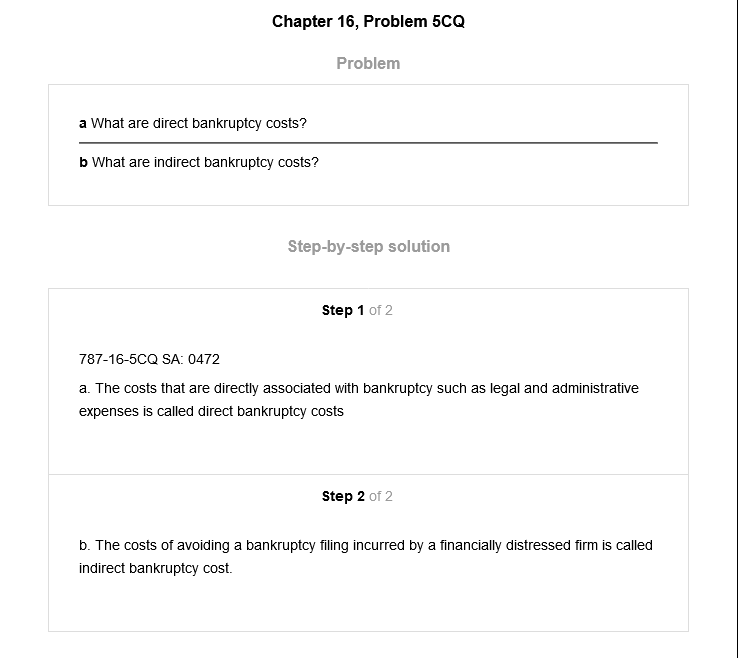 Chapter 16, Problem 5CQ
Problem
a What are direct bankruptcy costs?
b What are indirect bankruptcy costs?
Step-by-step solution
Step 1 of 2
787-16-5CQ SA: 0472
a. The costs that are directly associated with bankruptcy such as legal and administrative
expenses is called direct bankruptcy costs
Step 2 of 2
b. The costs of avoiding a bankruptcy filing incurred by a financially distressed firm is called
indirect bankruptcy cost.